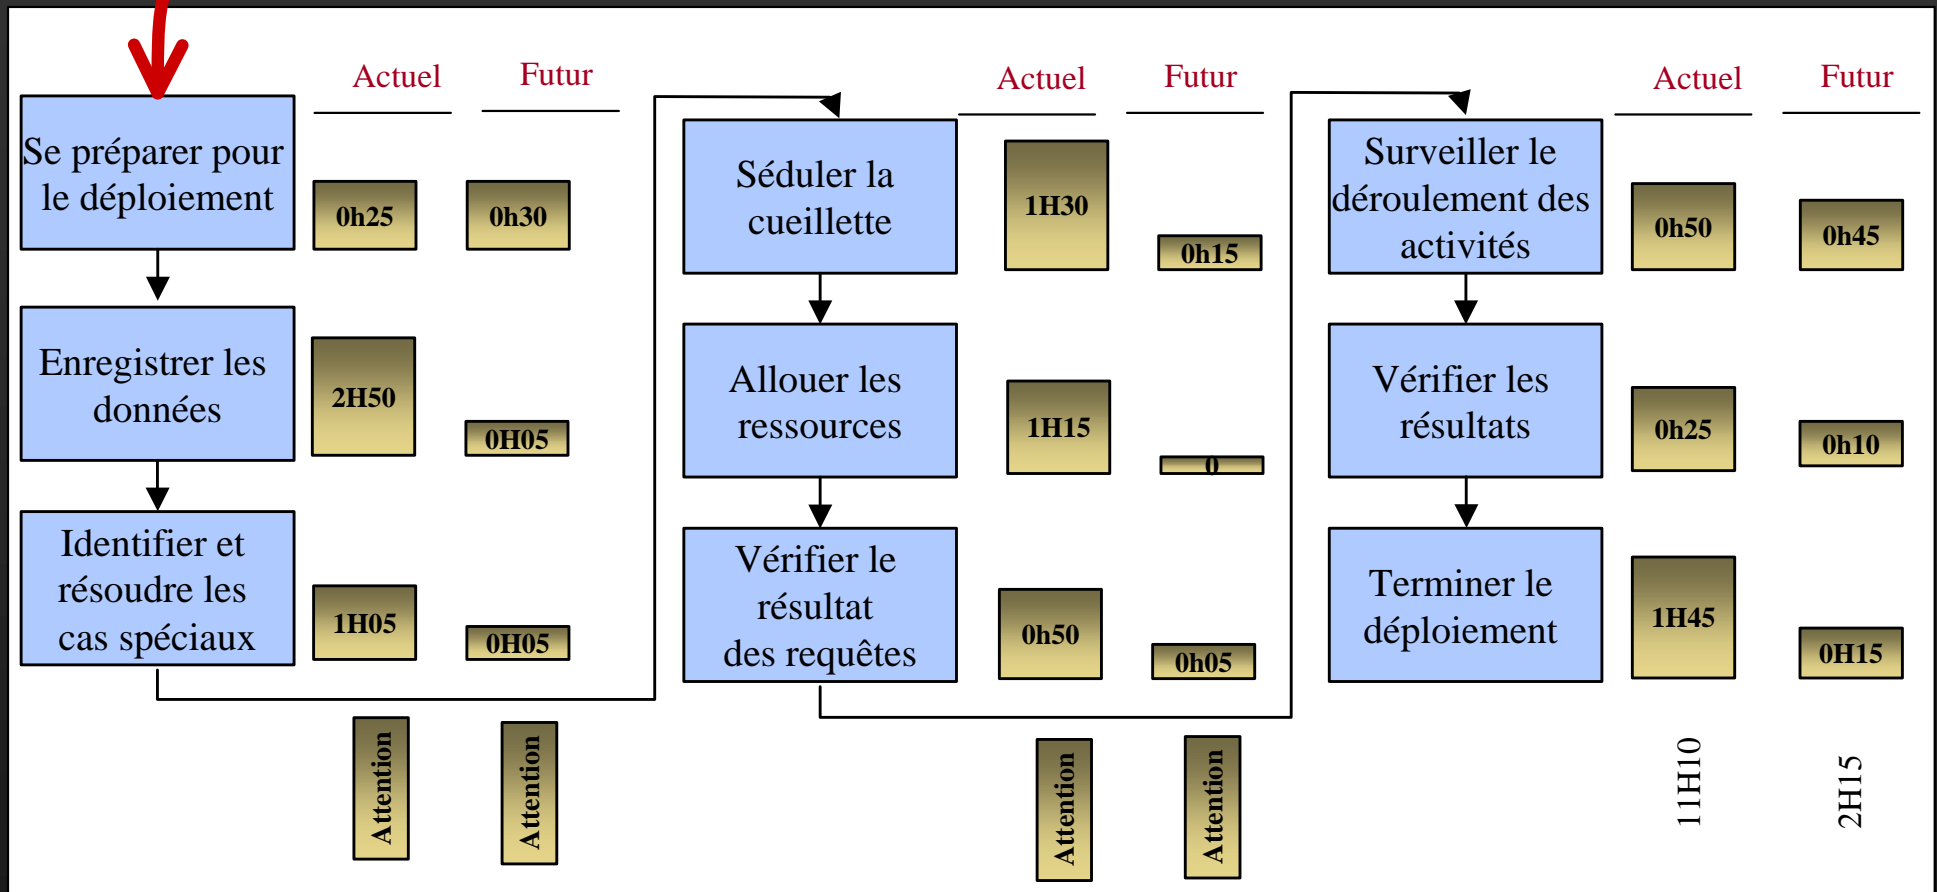 Actuel
Futur
Se préparer pour
le déploiement
0h25
0h30
Enregistrer les
données
2H50
0H05
Identifier et
résoudre les
cas spéciaux
1H05
0H05
Attention
Attention
Actuel
Futur
Séduler la
cueillette
1H30
0h15
Allouer les
ressources
1H15
0
Vérifier le
résultat
des requêtes
0h50
0h05
Attention
Attention
Actuel
Futur
Surveiller le
déroulement des
activités
0h50
0h45
Vérifier les
résultats
0h25
0h10
Terminer le
déploiement
1H45
0H15
11H10
2H15